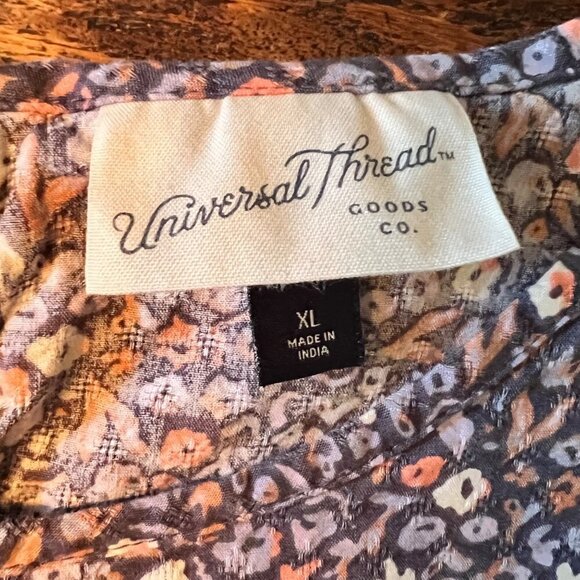 Universal Thread™
GOODS
CO.
XL
MADE IN
INDIA